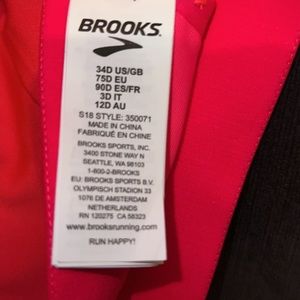 BROOKS
34D US/GB
75D EU
90D ES/FR
3D IT
12D AU
S18 STYLE: 350071
MADE IN CHINA
FABRIQUÉ EN CHINE
BROOKS SPORTS, INC.
3400 STONE WAY N
SEATTLE, WA 98103
1-800-2-BROOKS
EU: BROOKS SPORTS B.V.
OLYMPISCH STADION 33
1076 DE AMSTERDAM
NETHERLANDS
RN 120275 CA 58323
www.brooksrunning.com
RUN HAPPY!